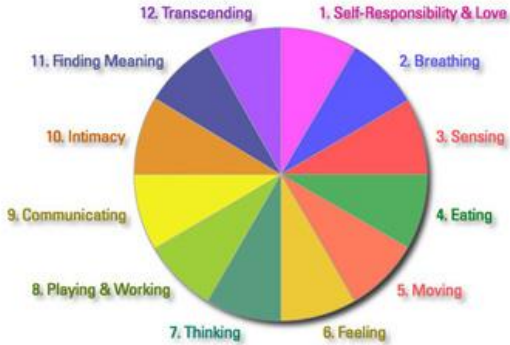 12. Transcending
1. Self-Responsibility & Love
11. Finding Meaning
2. Breathing
10. Intimacy
3. Sensing
9. Communicating
4. Eating
8. Playing & Working
5. Moving
7. Thinking
6. Feeling